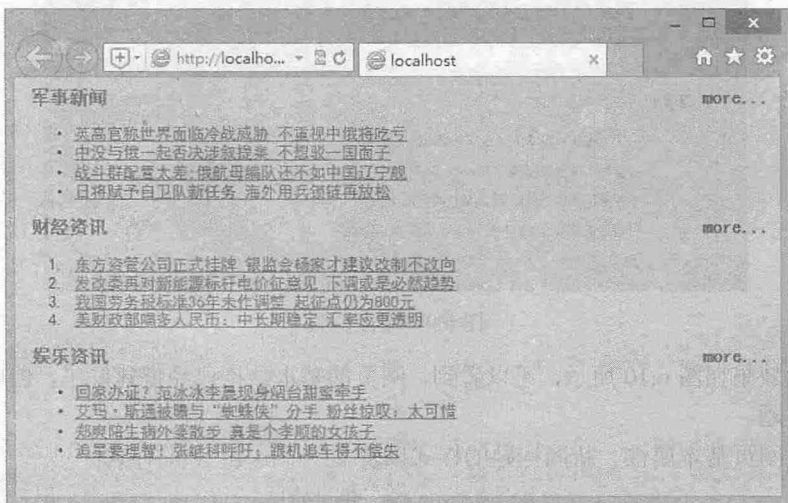 http://localho...
localhost
军事新闻 more...
• 英高官称世界面临冷战威胁 不重视中俄将吃亏
• 中没与俄一起否决涉叙提案 不想驳一国面子
• 战斗群配置太差:俄航母编队还不如中国辽宁舰
• 日将赋予自卫队新任务 海外用兵锁链再放松
财经资讯 more...
1. 东方资管公司正式挂牌 银监会杨家才建议改制不改向
2. 发改委再对新能源标杆电价征意见 下调或是必然趋势
3. 我国劳务税标准36年未作调整 起征点仍为800元
4. 美财政部唱多人民币：中长期稳定 汇率应更透明
娱乐资讯 more...
• 回家办证？范冰冰李晨现身烟台甜蜜牵手
• 艾玛·斯通被曝与“蜘蛛侠”分手 粉丝惊叹：太可惜
• 郑爽陪生病外婆散步 真是个孝顺的女孩子
• 追星要理智！张继科呼吁：跟机追车得不偿失